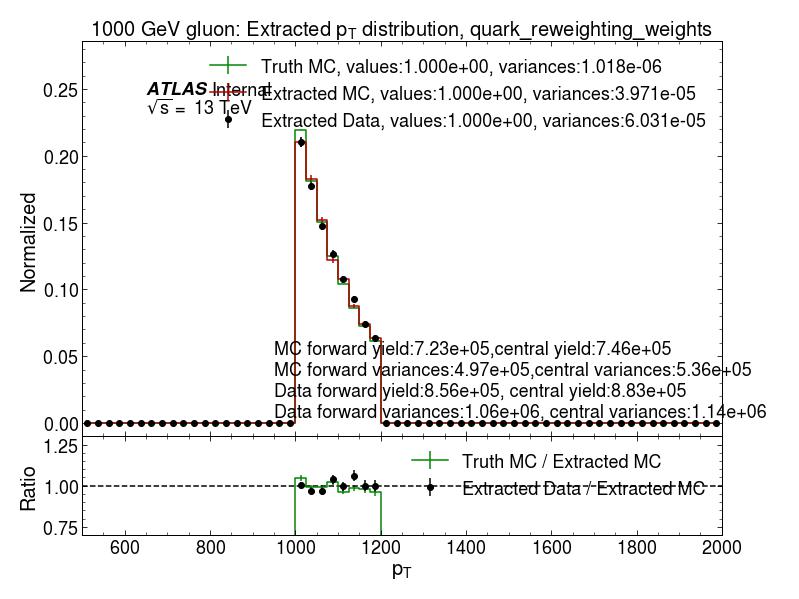 1000 GeV gluon: Extracted pT distribution, quark_reweighting_weights
Truth MC, values:1.000e+00, variances:1.018e-06
ATLAS Internal
Extracted MC, values:1.000e+00, variances:3.971e-05
√s = 13 TeV
Extracted Data, values:1.000e+00, variances:6.031e-05
0.25
0.20
0.15
0.10
0.05
0.00
Normalized
MC forward yield:7.23e+05,central yield:7.46e+05
MC forward variances:4.97e+05,central variances:5.36e+05
Data forward yield:8.56e+05, central yield:8.83e+05
Data forward variances:1.06e+06, central variances:1.14e+06
1.25
1.00
0.75
Ratio
Truth MC / Extracted MC
Extracted Data / Extracted MC
600 800 1000 1200 1400 1600 1800 2000
pT